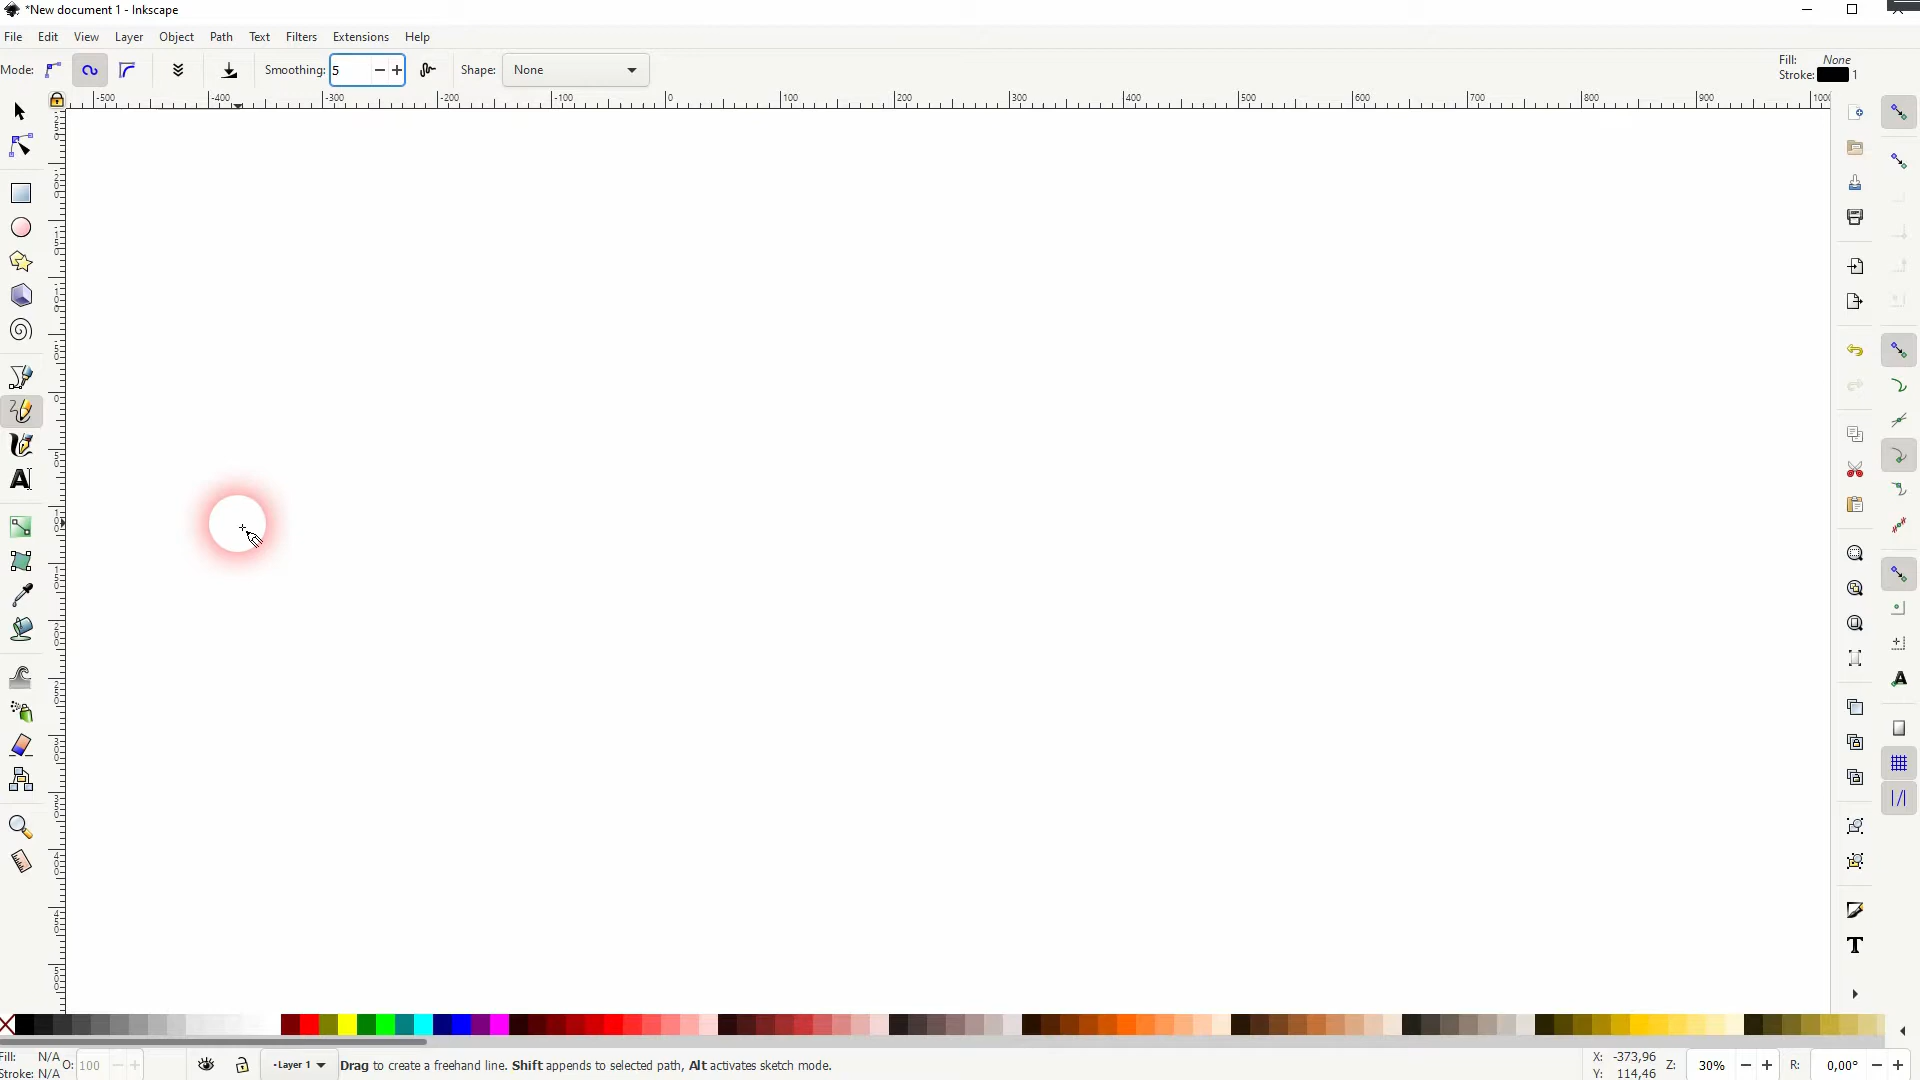 *New document 1 - Inkscape
File Edit View Layer Object Path Text Filters Extensions Help
Mode: Smoothing: 5 Shape: None
Fill: None
Stroke: 1
-500 -400 -300 -200 -100 0 100 200 300 400 500 600 700 800 900 1000
Fill: N/A
Stroke: N/A
O: 100
-Layer 1
Drag to create a freehand line. Shift appends to selected path, Alt activates sketch mode.
X: -373,96
Y: 114,46
Z: 30%
R: 0,00°